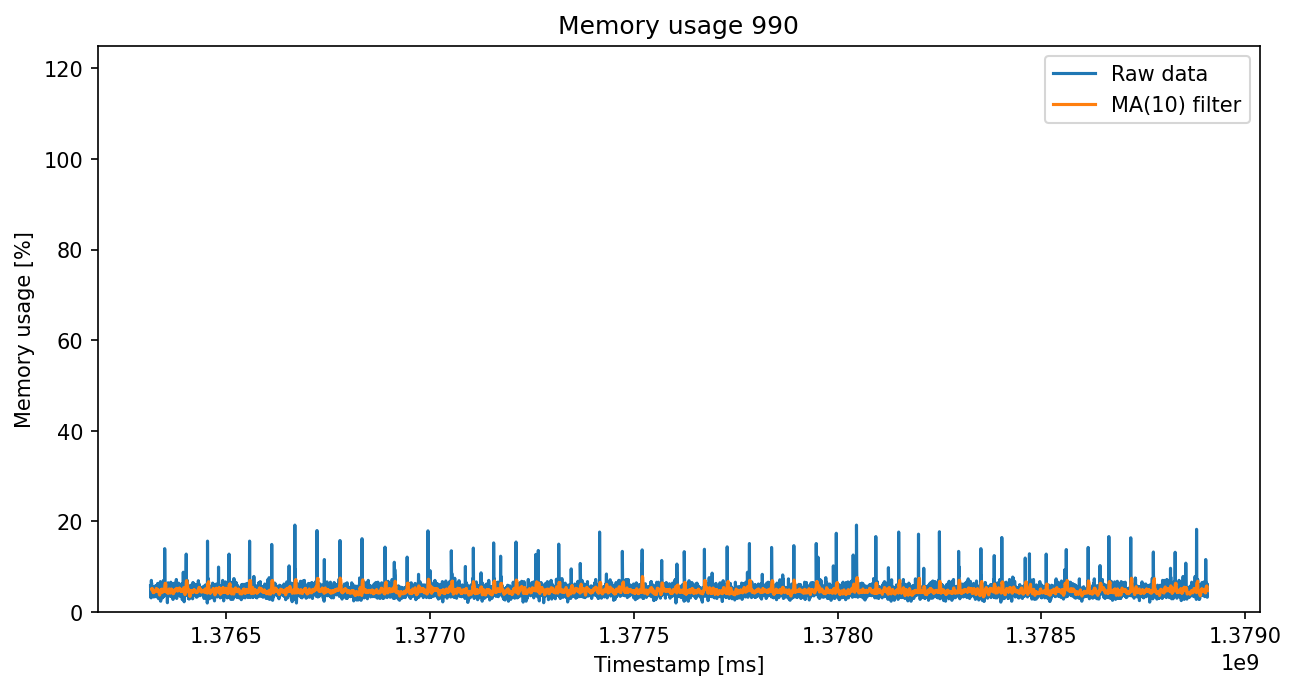 Memory usage 990
120
100
80
60
40
20
0
Memory usage [%]
Raw data
MA(10) filter
1.3765 1.3770 1.3775 1.3780 1.3785 1.3790
1e9
Timestamp [ms]